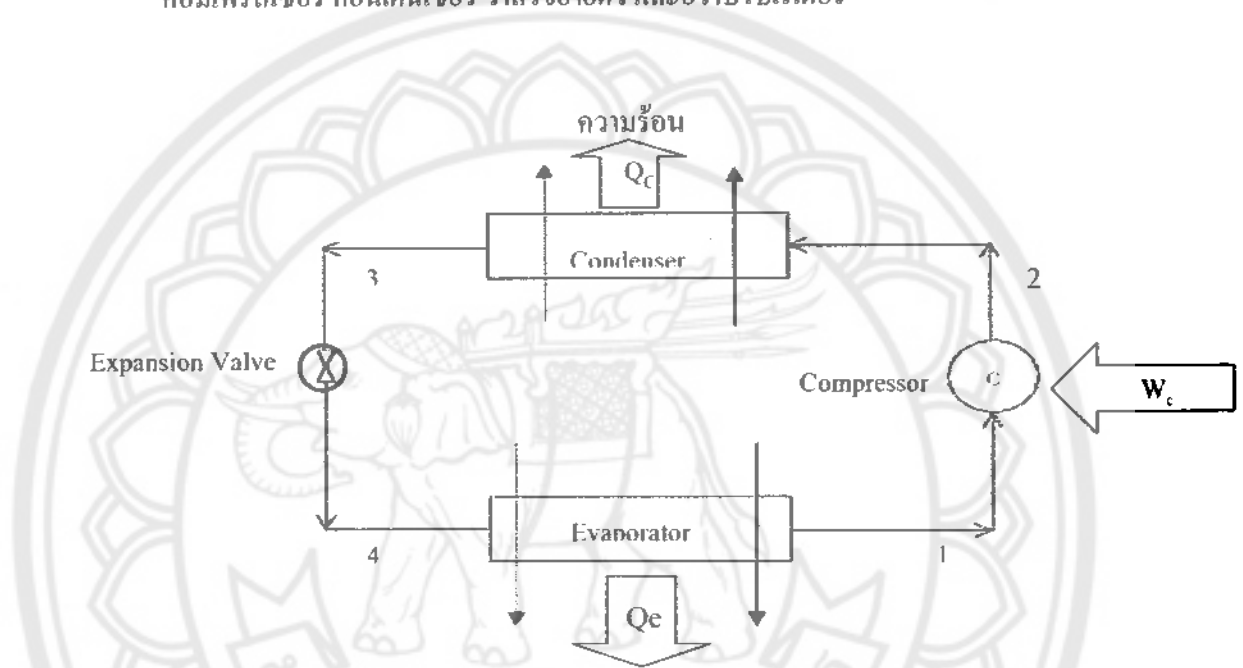 ความร้อน
Q_C
Condenser
3
2
Expansion Valve
Compressor
C
W_c
Evaporator
4
1
Qe